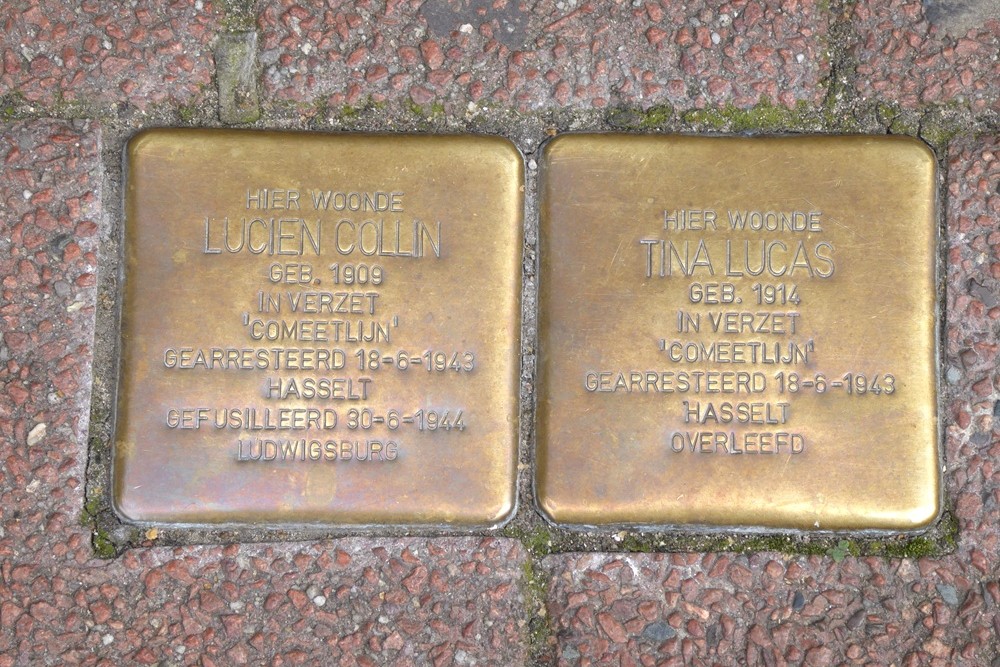 HIER WOONDE
LUCIEN COLLIN
GEB. 1909
IN VERZET
'COMEETLIJN'
GEARRESTEERD 18-6-1943
HASSELT
GEFUSILLEERD 30-6-1944
LUDWIGSBURG
HIER WOONDE
TINA LUCAS
GEB. 1914
IN VERZET
'COMEETLIJN'
GEARRESTEERD 18-6-1943
HASSELT
OVERLEEFD